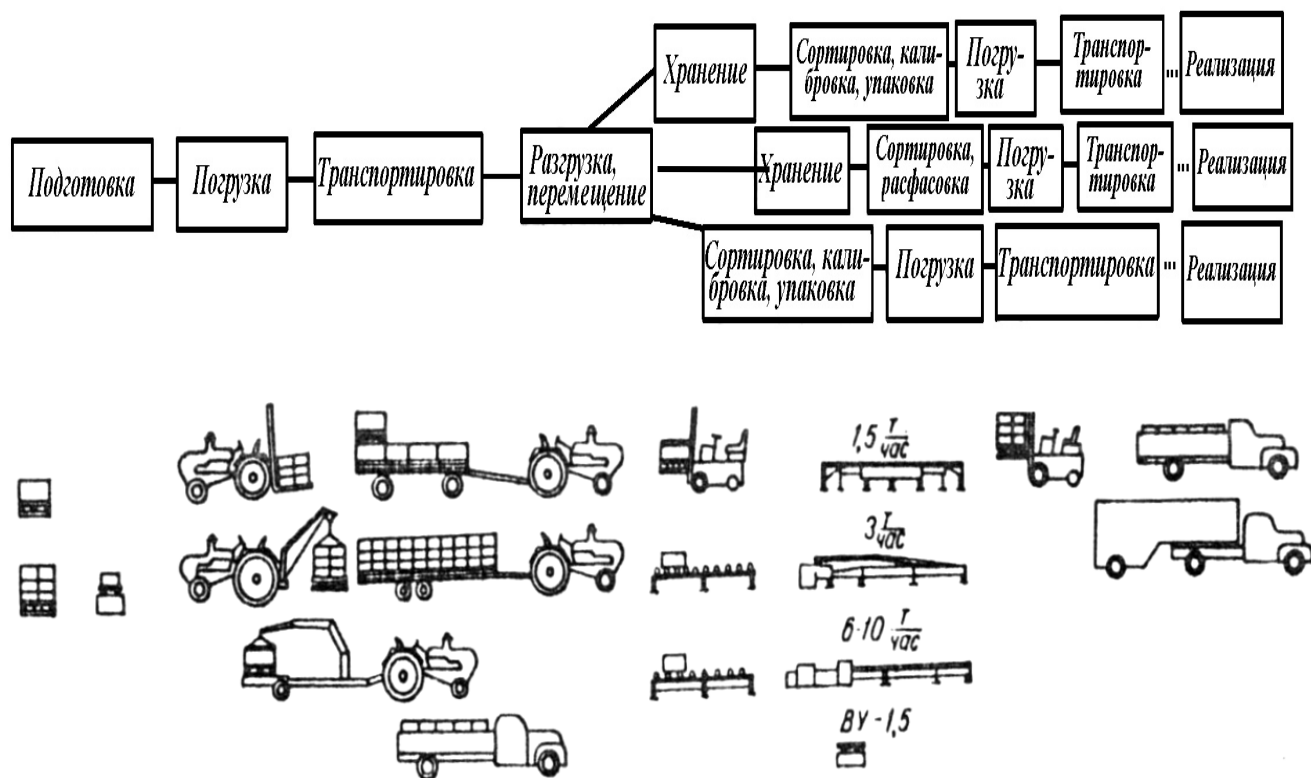 Хранение
Сортировка, кали-
бровка, упаковка
Погру-
зка
Транспор-
тировка
...
Реализация
Подготовка
Погрузка
Транспортировка
Разгрузка,
перемещение
Хранение
Сортировка,
расфасовка
Погру-
зка
Транспор-
тировка
...
Реализация
Сортировка, кали-
бровка, упаковка
Погрузка
Транспортировка
...
Реализация
1,5 т/час
3 т/час
6-10 т/час
ВУ-1,5